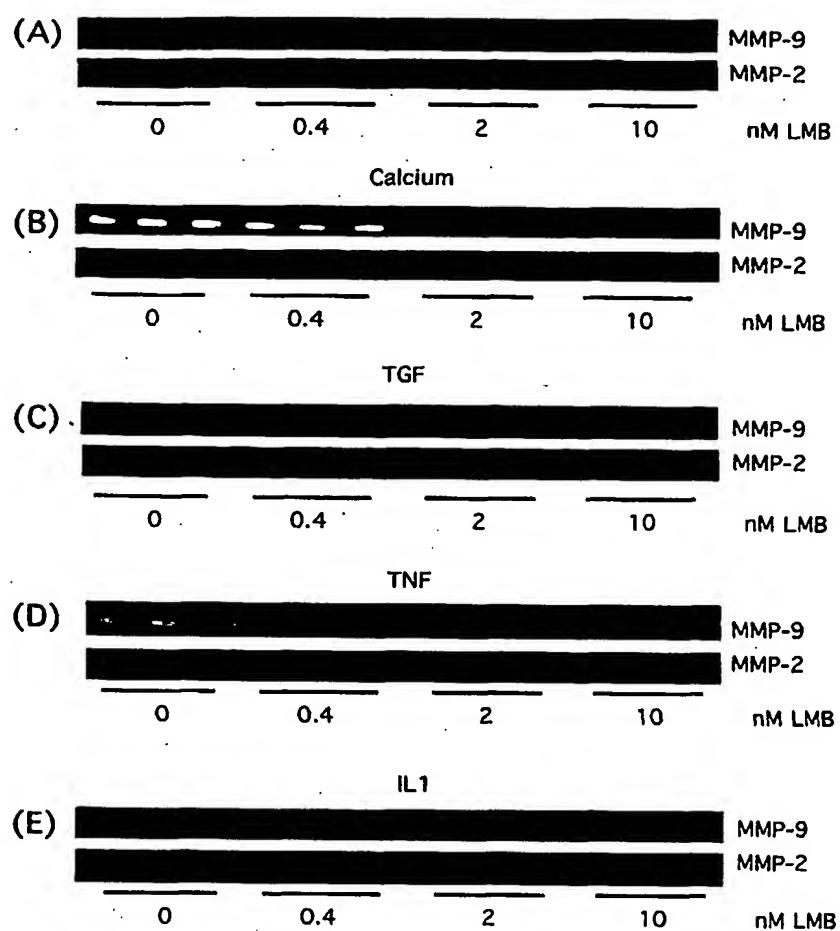 (A)
MMP-9
MMP-2
0 0.4 2 10 nM LMB
Calcium
(B)
MMP-9
MMP-2
0 0.4 2 10 nM LMB
TGF
(C)
MMP-9
MMP-2
0 0.4 2 10 nM LMB
TNF
(D)
MMP-9
MMP-2
0 0.4 2 10 nM LMB
IL1
(E)
MMP-9
MMP-2
0 0.4 2 10 nM LMB